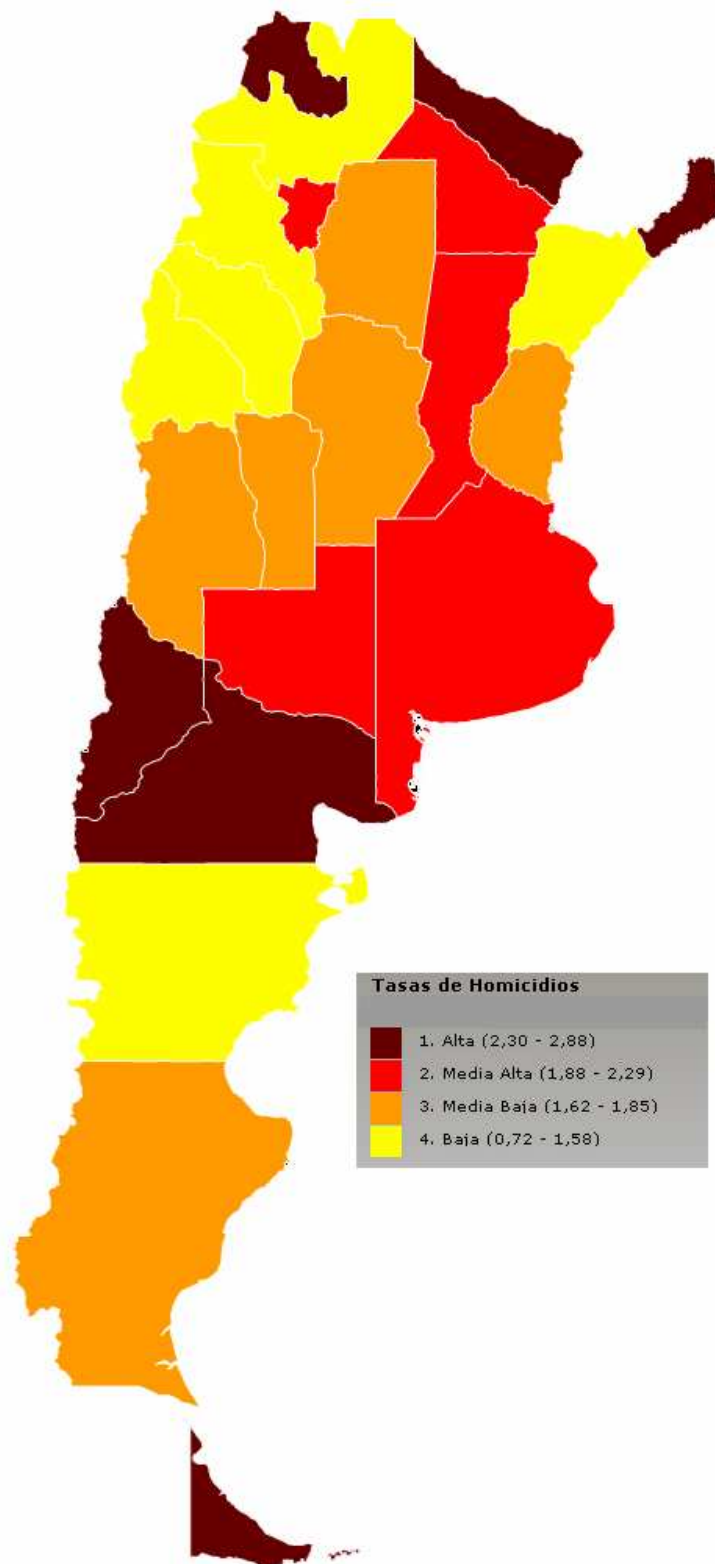 Tasas de Homicidios
1. Alta (2,30 - 2,88)
2. Media Alta (1,88 - 2,29)
3. Media Baja (1,62 - 1,85)
4. Baja (0,72 - 1,58)